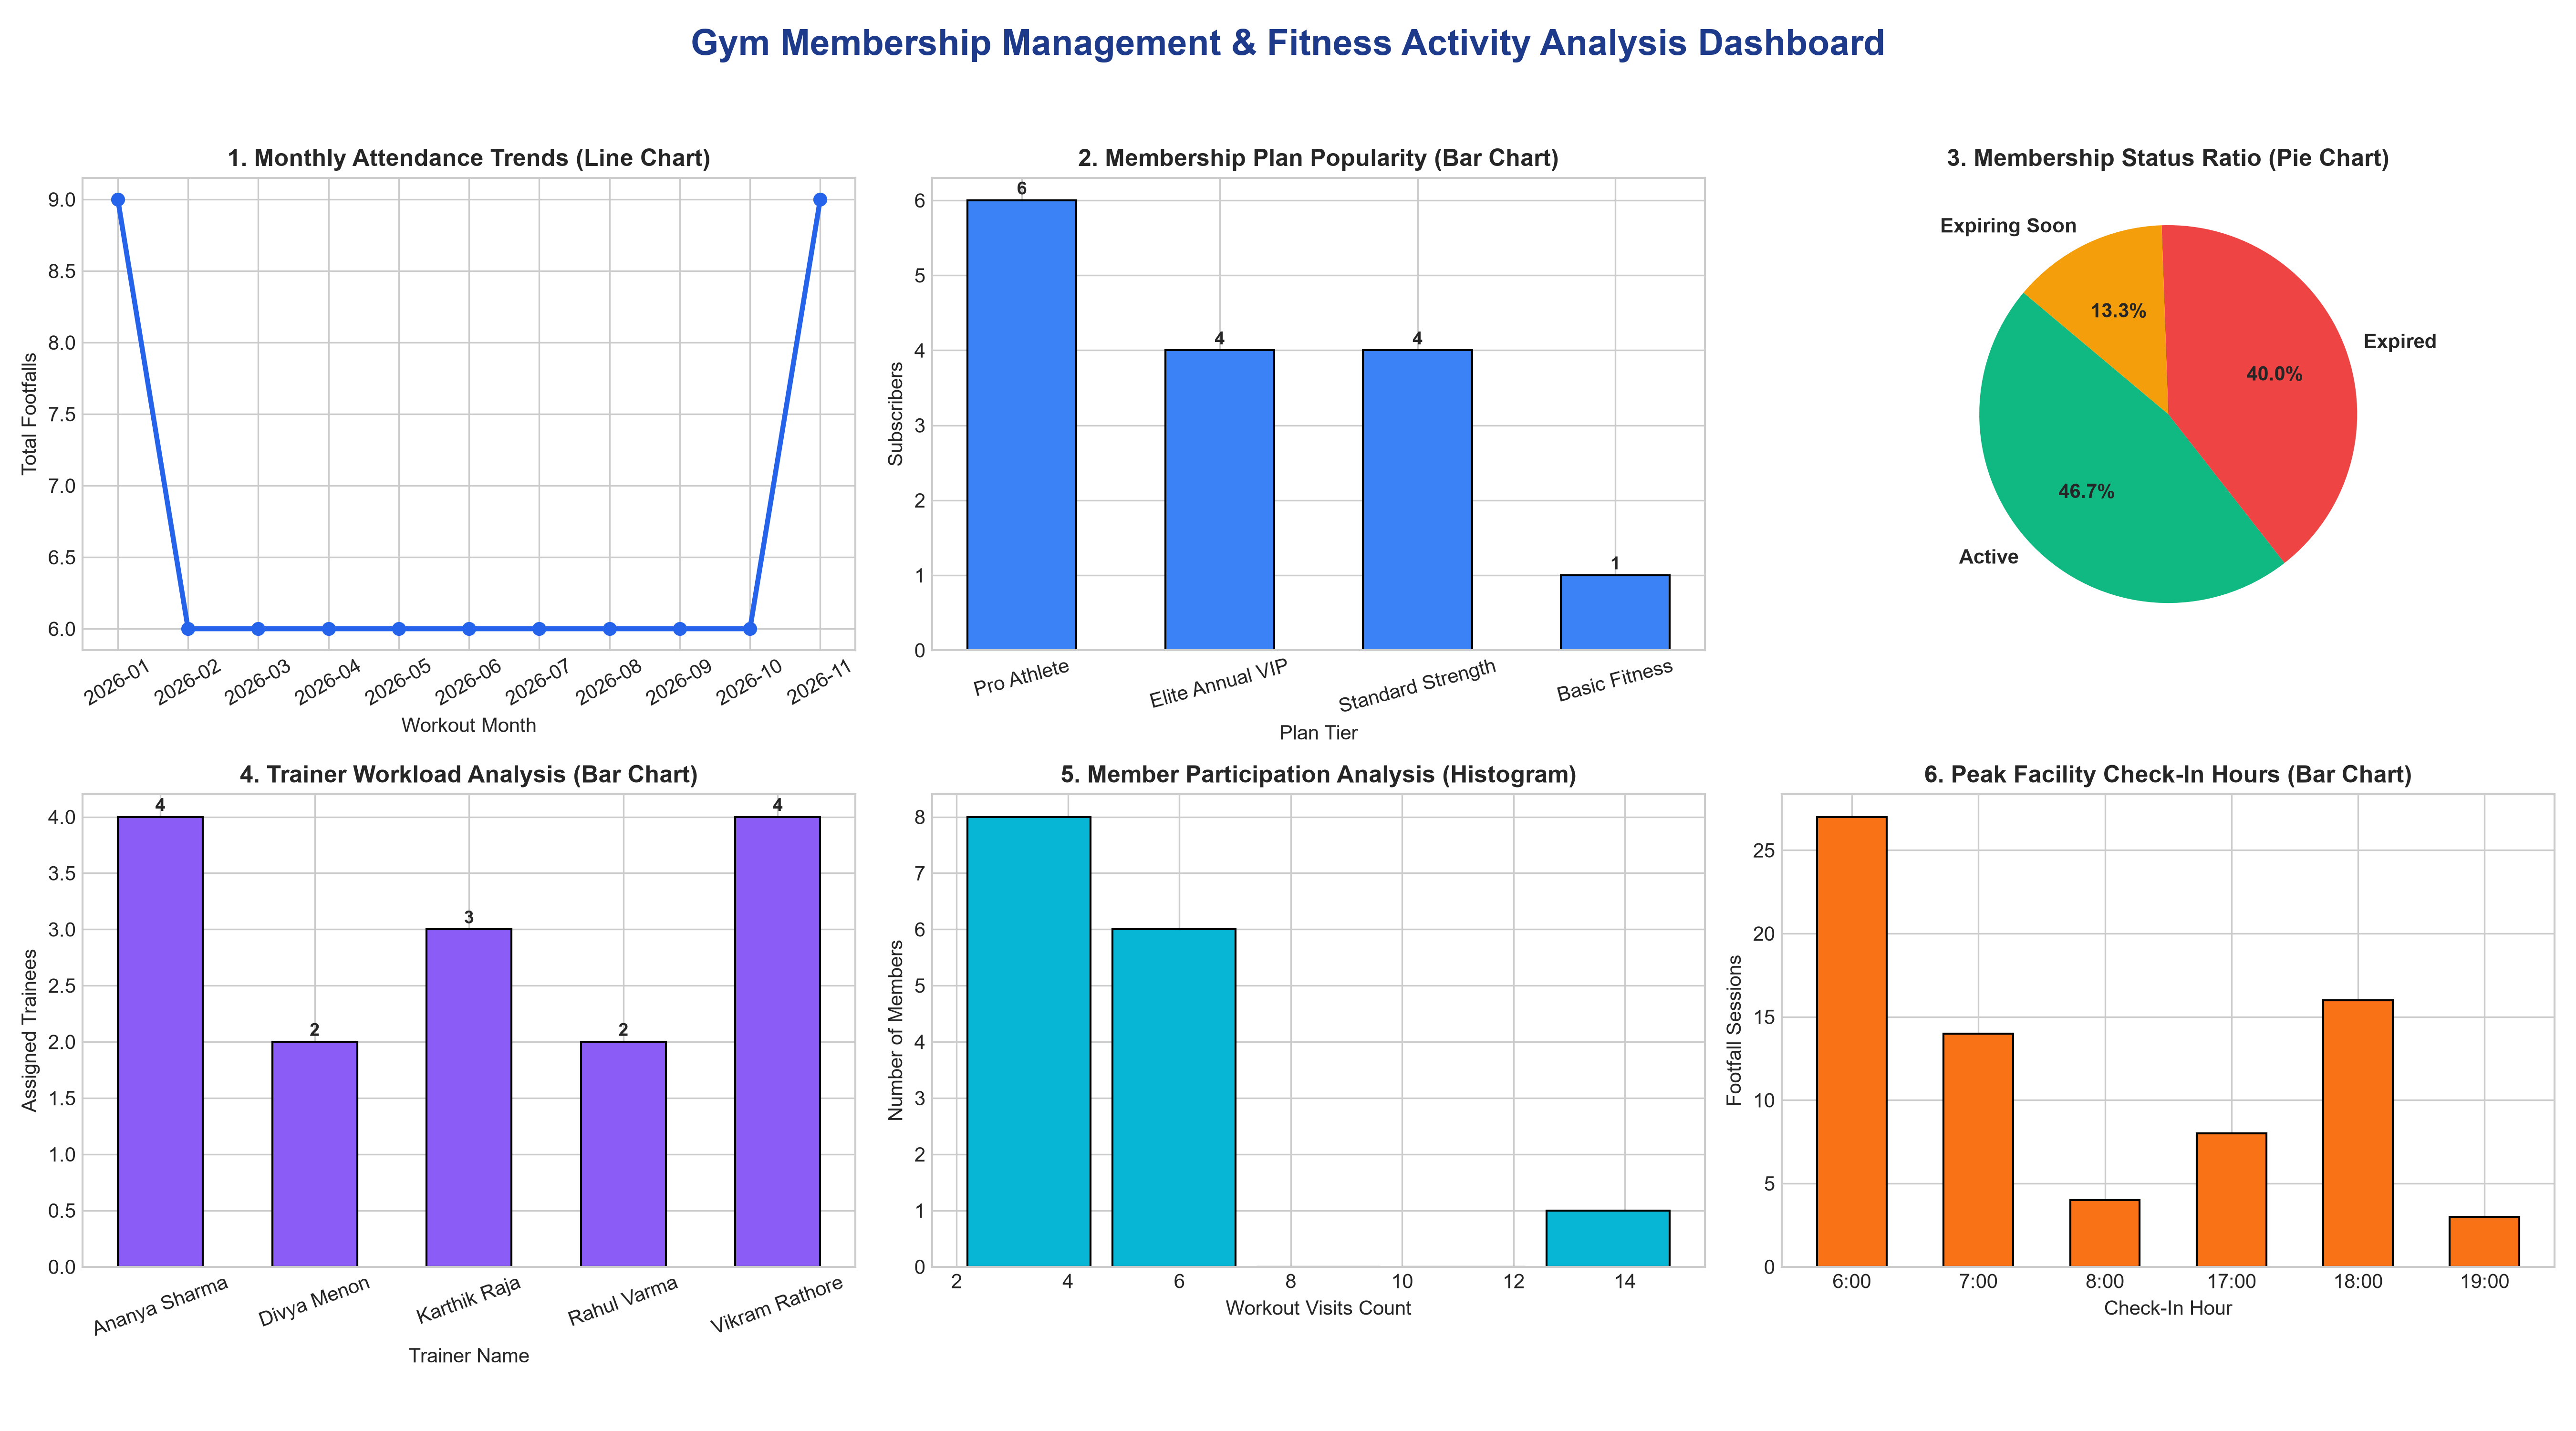 Gym Membership Management & Fitness Activity Analysis Dashboard
1. Monthly Attendance Trends (Line Chart)
Total Footfalls
9.0
8.5
8.0
7.5
7.0
6.5
6.0
2026-01
2026-02
2026-03
2026-04
2026-05
2026-06
2026-07
2026-08
2026-09
2026-10
2026-11
Workout Month
2. Membership Plan Popularity (Bar Chart)
Subscribers
6
5
4
3
2
1
0
6
4
4
1
Pro Athlete
Elite Annual VIP
Standard Strength
Basic Fitness
Plan Tier
3. Membership Status Ratio (Pie Chart)
Expiring Soon
13.3%
Expired
40.0%
46.7%
Active
4. Trainer Workload Analysis (Bar Chart)
Assigned Trainees
4.0
3.5
3.0
2.5
2.0
1.5
1.0
0.5
0.0
4
2
3
2
4
Ananya Sharma
Divya Menon
Karthik Raja
Rahul Varma
Vikram Rathore
Trainer Name
5. Member Participation Analysis (Histogram)
Number of Members
8
7
6
5
4
3
2
1
0
2
4
6
8
10
12
14
Workout Visits Count
6. Peak Facility Check-In Hours (Bar Chart)
Footfall Sessions
25
20
15
10
5
0
6:00
7:00
8:00
17:00
18:00
19:00
Check-In Hour